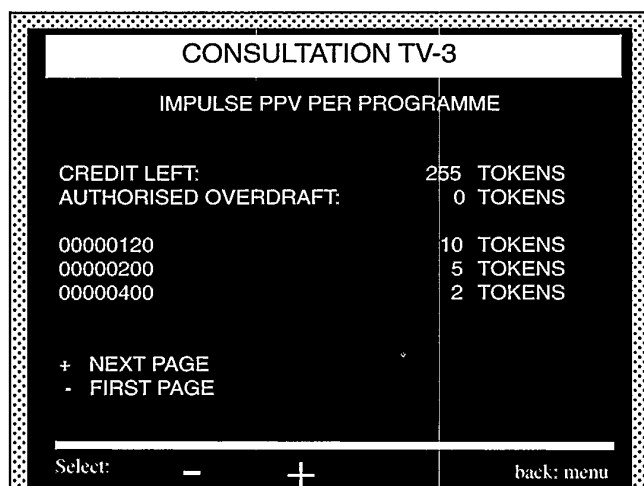 CONSULTATION TV-3
IMPULSE PPV PER PROGRAMME
CREDIT LEFT: 255 TOKENS
AUTHORISED OVERDRAFT: 0 TOKENS
00000120 10 TOKENS
00000200 5 TOKENS
00000400 2 TOKENS
+ NEXT PAGE
- FIRST PAGE
Select: - + back: menu